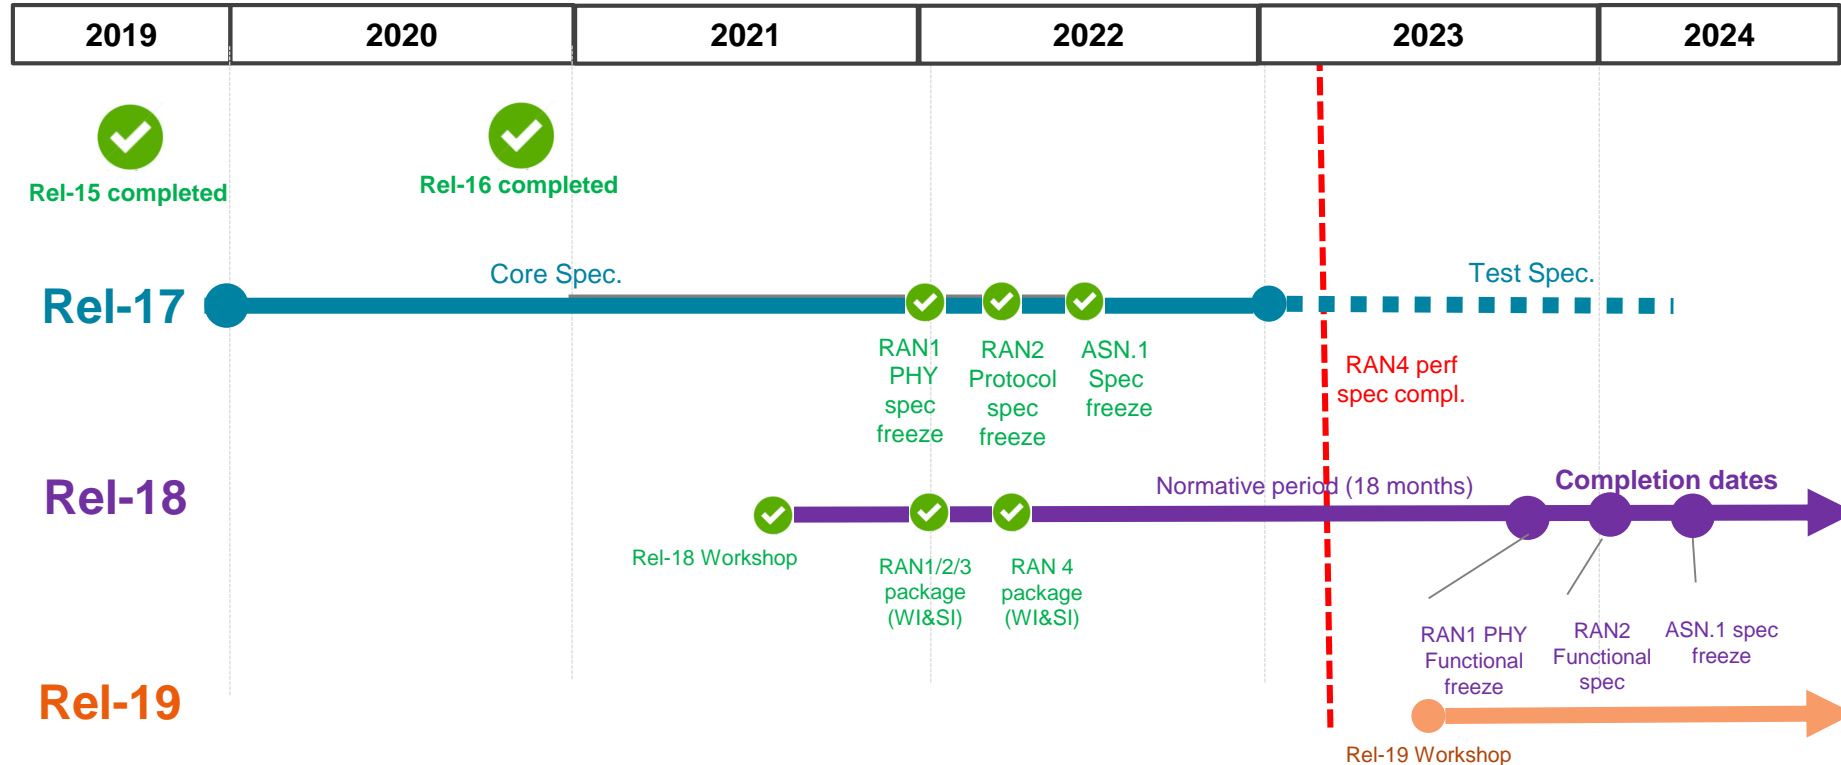 2019
2020
2021
2022
2023
2024
Rel-15 completed
Rel-16 completed
Rel-17
Core Spec.
Test Spec.
RAN1
PHY
spec
freeze
RAN2
Protocol
spec
freeze
ASN.1
Spec
freeze
RAN4 perf
spec compl.
Rel-18
Normative period (18 months)
Completion dates
Rel-18 Workshop
RAN1/2/3
package
(WI&SI)
RAN 4
package
(WI&SI)
RAN1 PHY
Functional
freeze
RAN2
Functional
spec
ASN.1 spec
freeze
Rel-19
Rel-19 Workshop